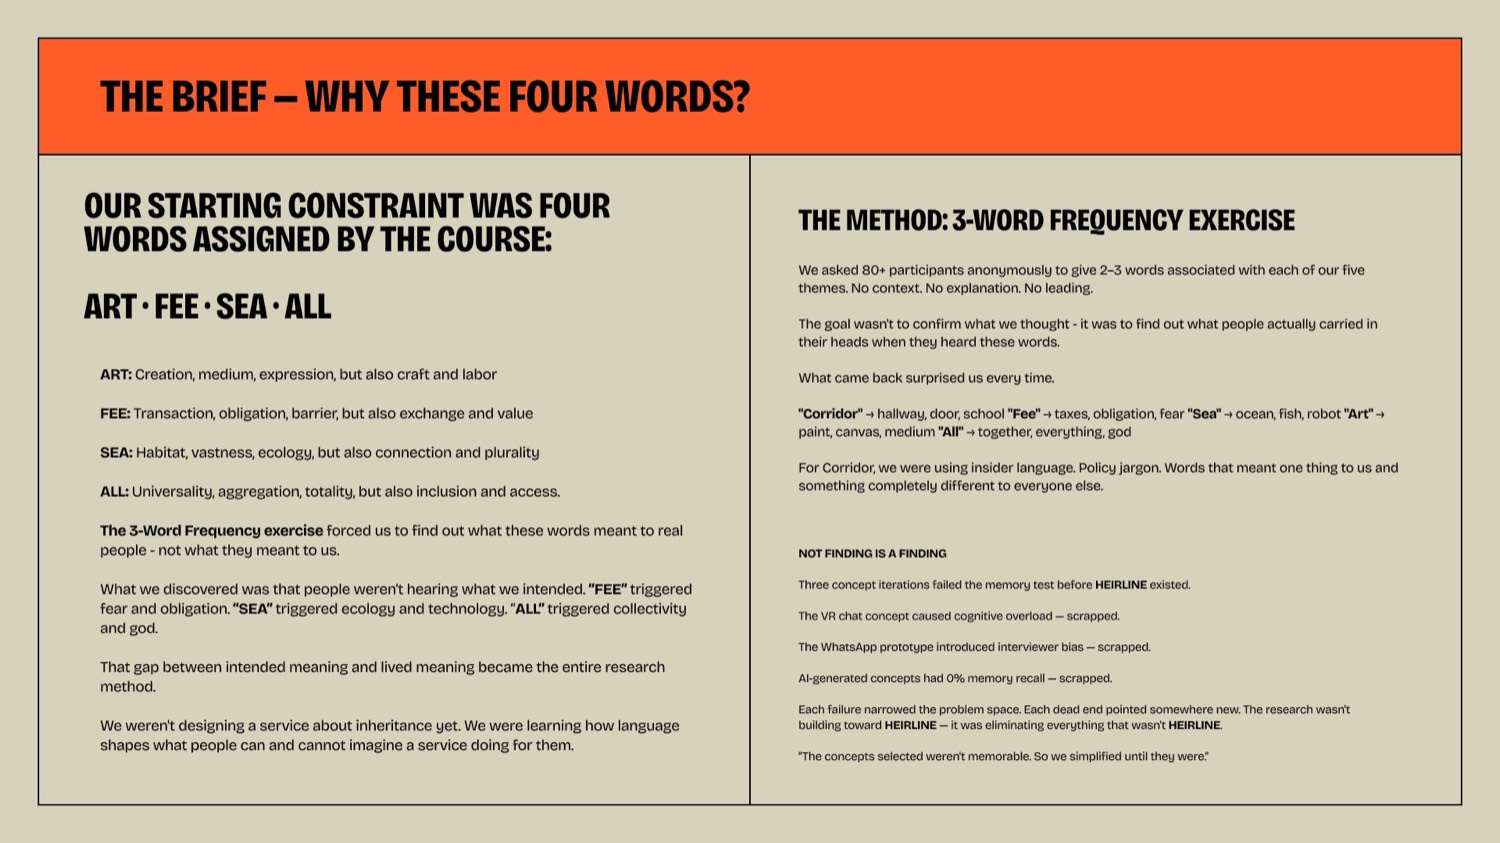 THE BRIEF — WHY THESE FOUR WORDS?
OUR STARTING CONSTRAINT WAS FOUR
WORDS ASSIGNED BY THE COURSE:
ART · FEE · SEA · ALL
ART: Creation, medium, expression, but also craft and labor
FEE: Transaction, obligation, barrier, but also exchange and value
SEA: Habitat, vastness, ecology, but also connection and plurality
ALL: Universality, aggregation, totality, but also inclusion and access.
The 3-Word Frequency exercise forced us to find out what these words meant to real
people - not what they meant to us.
What we discovered was that people weren't hearing what we intended. “FEE” triggered
fear and obligation. “SEA” triggered ecology and technology. “ALL” triggered collectivity
and god.
That gap between intended meaning and lived meaning became the entire research
method.
We weren't designing a service about inheritance yet. We were learning how language
shapes what people can and cannot imagine a service doing for them.
THE METHOD: 3-WORD FREQUENCY EXERCISE
We asked 80+ participants anonymously to give 2–3 words associated with each of our five
themes. No context. No explanation. No leading.
The goal wasn't to confirm what we thought - it was to find out what people actually carried in
their heads when they heard these words.
What came back surprised us every time.
"Corridor" → hallway, door, school "Fee" → taxes, obligation, fear "Sea" → ocean, fish, robot "Art" →
paint, canvas, medium "All" → together, everything, god
For Corridor, we were using insider language. Policy jargon. Words that meant one thing to us and
something completely different to everyone else.
NOT FINDING IS A FINDING
Three concept iterations failed the memory test before HEIRLINE existed.
The VR chat concept caused cognitive overload — scrapped.
The WhatsApp prototype introduced interviewer bias — scrapped.
AI-generated concepts had 0% memory recall — scrapped.
Each failure narrowed the problem space. Each dead end pointed somewhere new. The research wasn't
building toward HEIRLINE — it was eliminating everything that wasn't HEIRLINE.
"The concepts selected weren't memorable. So we simplified until they were."